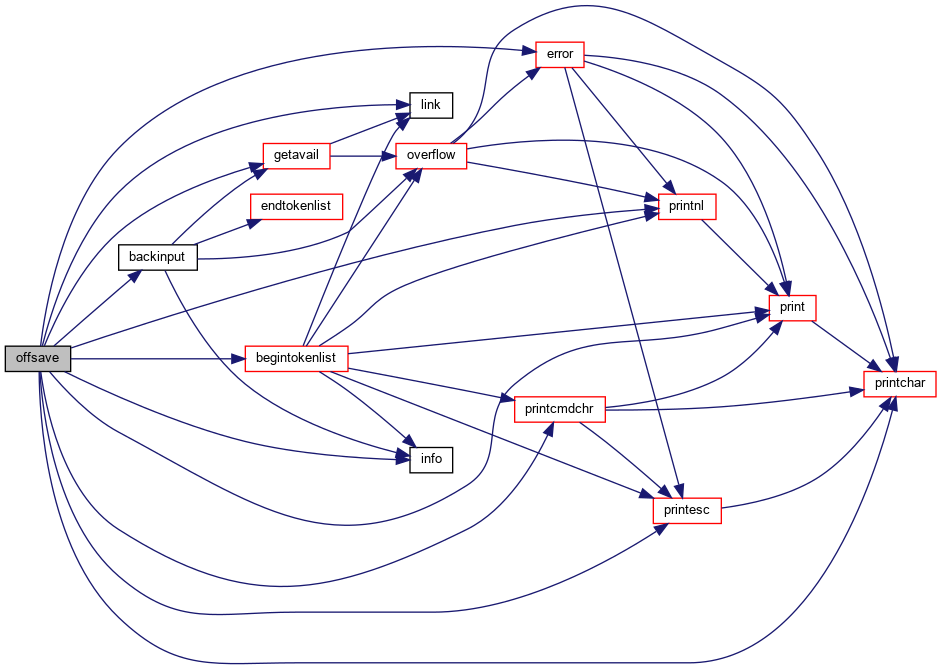 error
link
getavail
overflow
endtokenlist
printnl
backinput
print
offsave
begintokenlist
printchar
printcmdchr
info
printesc